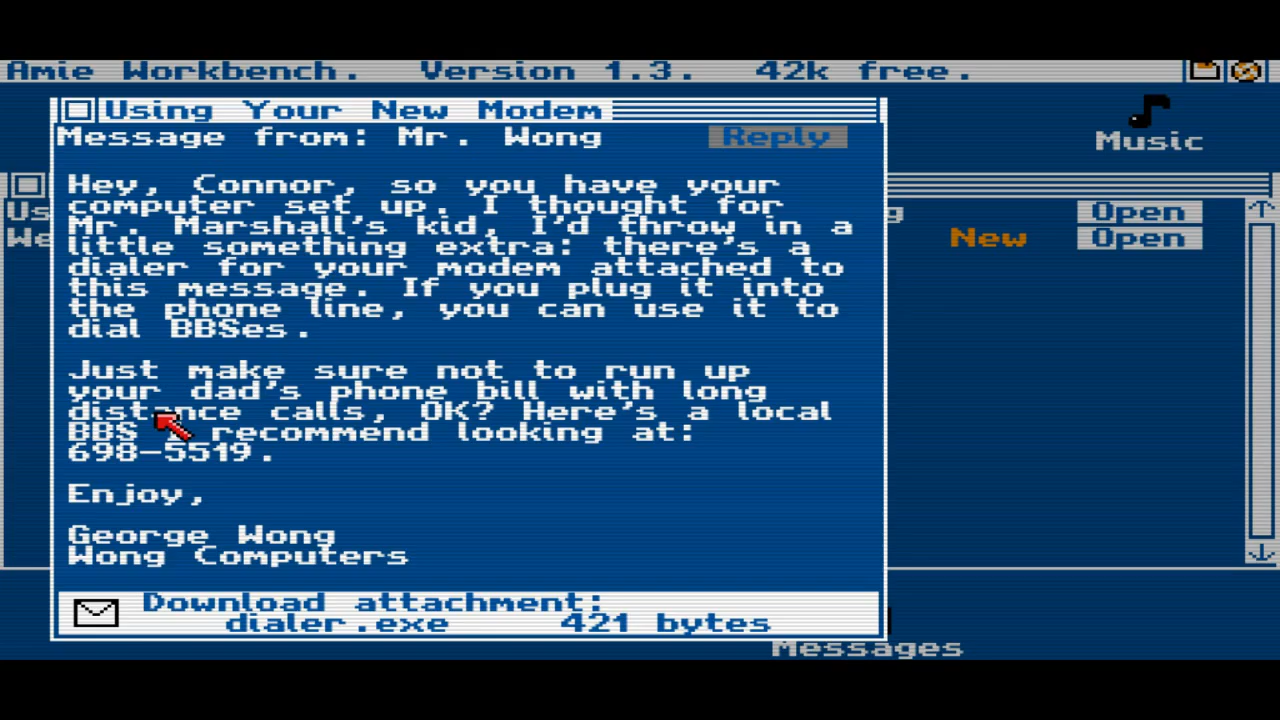 Amie Workbench. Version 1.3. 42k free.
Using Your New Modem
Message from: Mr. Wong Reply
Music
Hey, Connor, so you have your
computer set up. I thought for
Mr. Marshall's kid, I'd throw in a
little something extra: there's a
dialer for your modem attached to
this message. If you plug it into
the phone line, you can use it to
dial BBSes.
Us g Open
We New Open
Just make sure not to run up
your dad's phone bill with long
distance calls, OK? Here's a local
BBS I recommend looking at:
698-5519.
Enjoy,
George Wong
Wong Computers
Download attachment:
dialer.exe 421 bytes
Messages